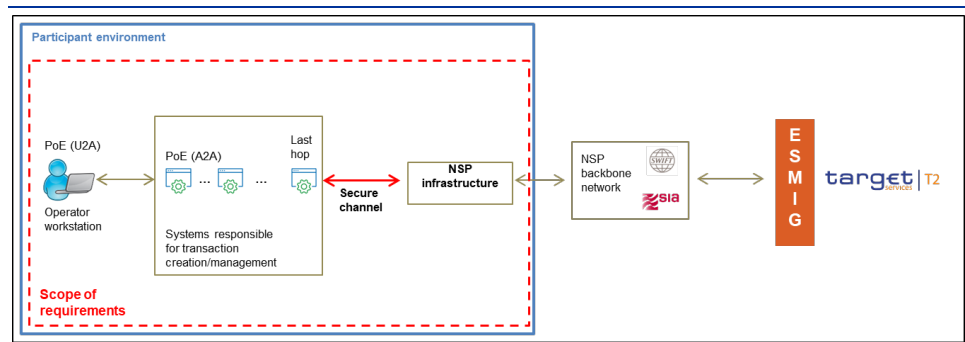 Participant environment
PoE (U2A)
Operator
workstation
PoE (A2A)
Last
hop
... ...
Systems responsible
for transaction
creation/management
Secure
channel
NSP
infrastructure
Scope of
requirements
NSP
backbone
network
SWIFT
sia
E
S
M
I
G
target
services
T2